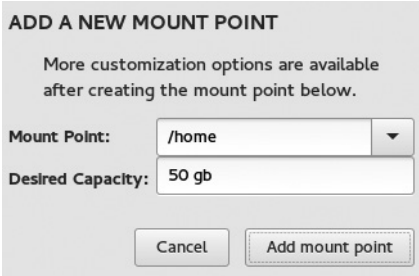 ADD A NEW MOUNT POINT
More customization options are available
after creating the mount point below.
Mount Point: /home
Desired Capacity: 50 gb
Cancel Add mount point